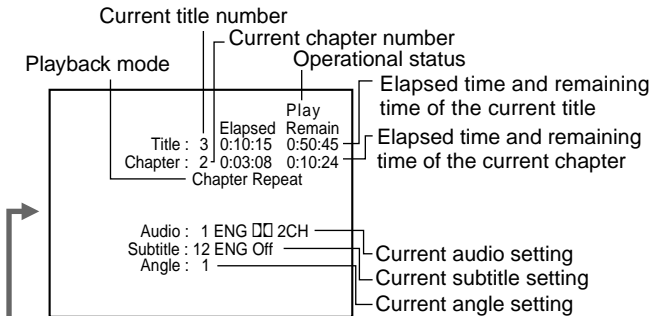 Current title number
Current chapter number
Operational status
Playback mode
Elapsed time and remaining
time of the current title
Play
Elapsed Remain
Title : 3 0:10:15 0:50:45
Elapsed time and remaining
time of the current chapter
Chapter : 2 0:03:08 0:10:24
Chapter Repeat
Audio : 1 ENG 2CH
Current audio setting
Subtitle : 12 ENG Off
Current subtitle setting
Angle : 1
Current angle setting